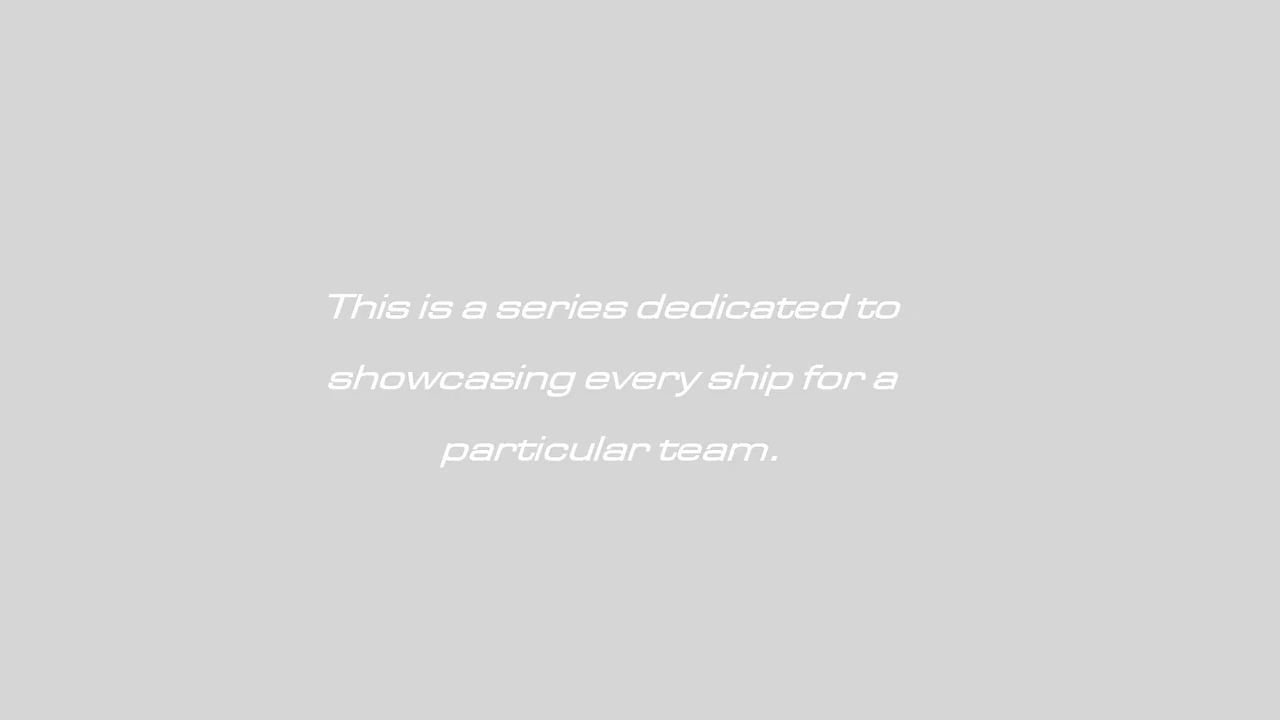 This is a series dedicated to
showcasing every ship for a
particular team.